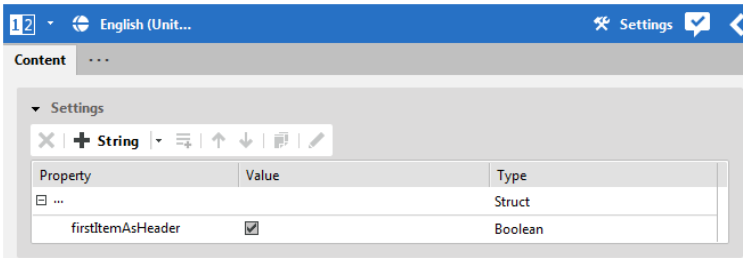 12 English (Unit... Settings
Content ...
Settings
String
Property Value Type
... Struct
firstItemAsHeader Boolean